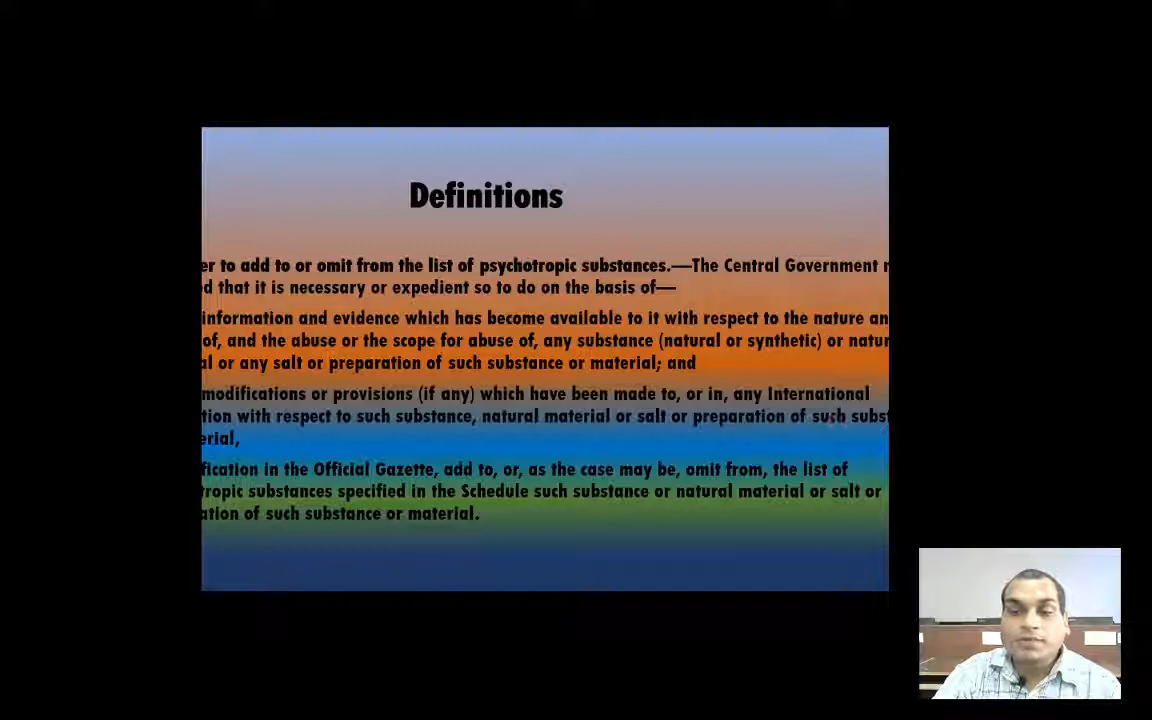 Definitions
er to add to or omit from the list of psychotropic substances.—The Central Government
d that it is necessary or expedient so to do on the basis of—
information and evidence which has become available to it with respect to the nature an
of, and the abuse or the scope for abuse of, any substance (natural or synthetic) or natur
al or any salt or preparation of such substance or material; and
modifications or provisions (if any) which have been made to, or in, any International
tion with respect to such substance, natural material or salt or preparation of such subst
erial,
fication in the Official Gazette, add to, or, as the case may be, omit from, the list of
tropic substances specified in the Schedule such substance or natural material or salt or
ation of such substance or material.